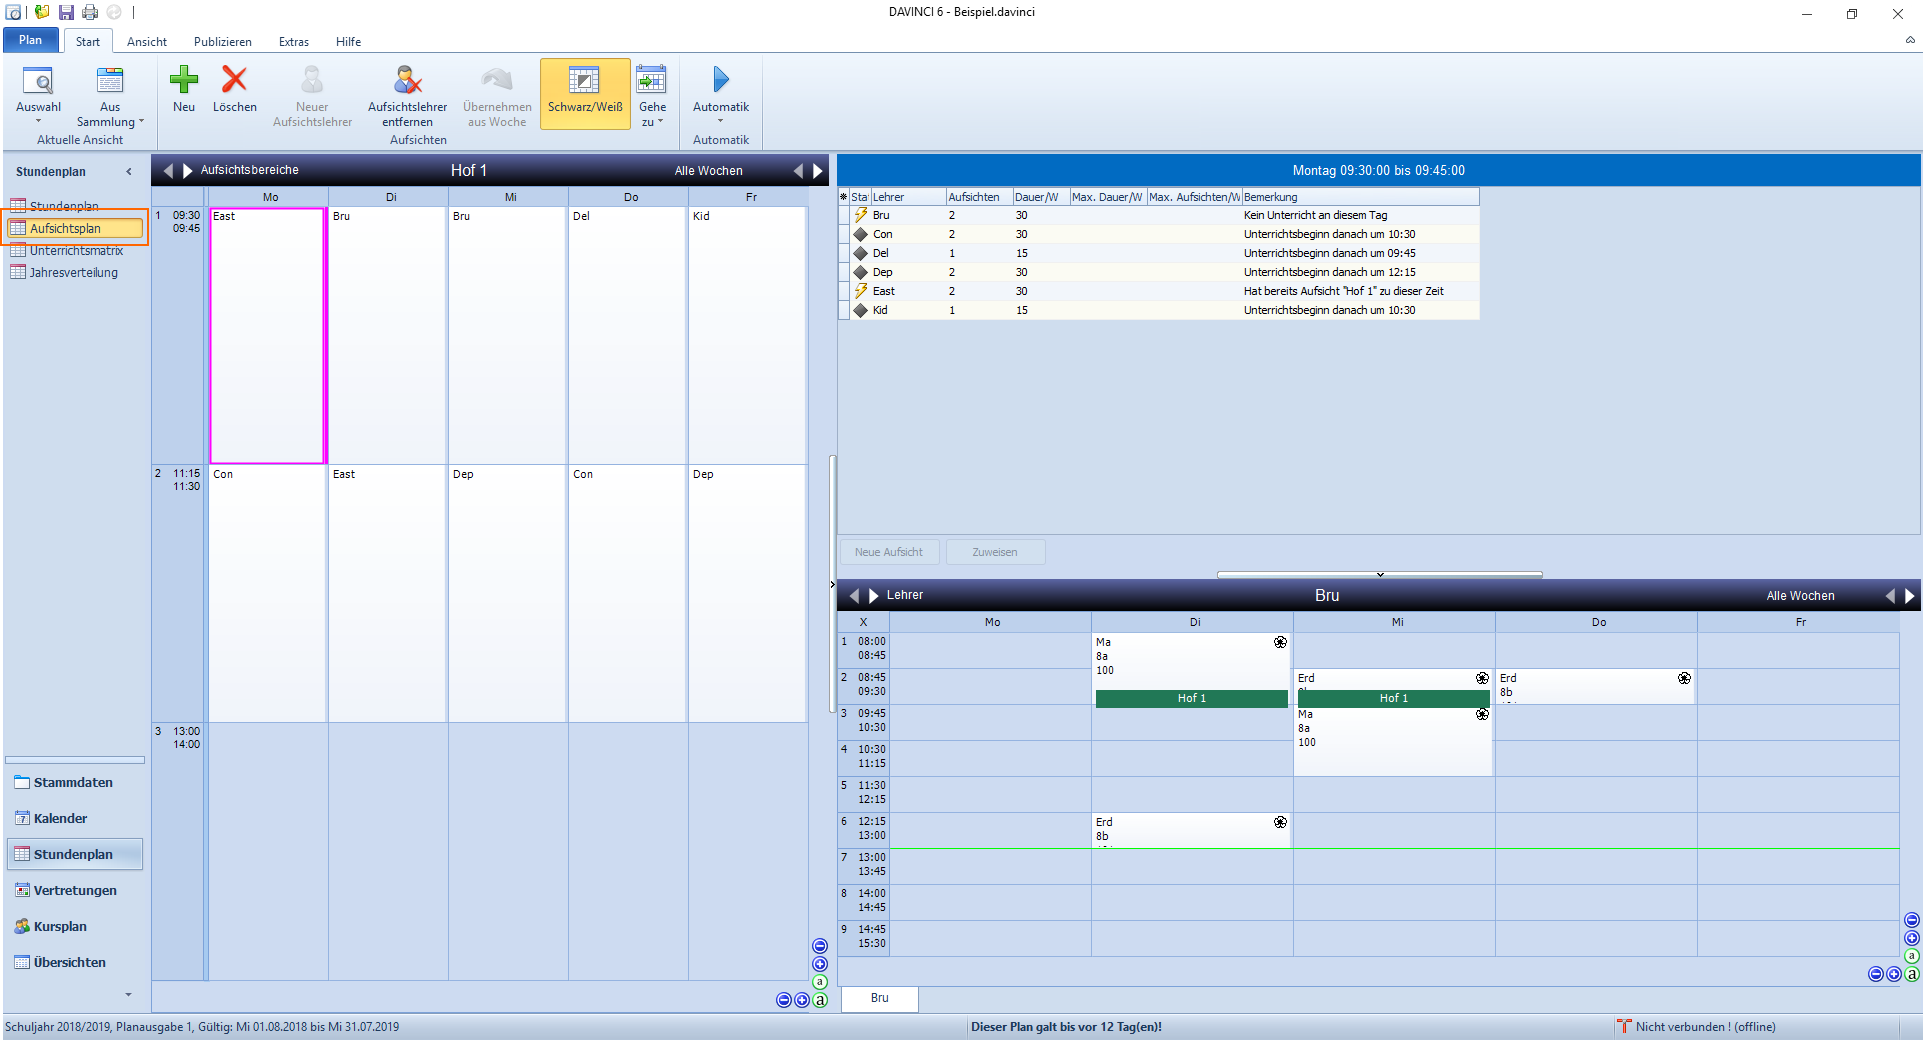 DAVINCI 6 - Beispiel.davinci
Plan Start Ansicht Publizieren Extras Hilfe
Auswahl
Aus Sammlung
Aktuelle Ansicht
Neu
Löschen
Neuer Aufsichtslehrer
Aufsichtslehrer entfernen
Übernehmen aus Woche
Schwarz/Weiß
Gehe zu
Aufsichten
Automatik
Automatik
Stundenplan
Stundenplan
Aufsichtsplan
Unterrichtsmatrix
Jahresverteilung
Stammdaten
Kalender
Stundenplan
Vertretungen
Kursplan
Übersichten
Aufsichtsbereiche Hof 1 Alle Wochen
Mo Di Mi Do Fr
1 09:30 East Bru Bru Del Kid
09:45
2 11:15 Con East Dep Con Dep
11:30
3 13:00
14:00
Montag 09:30:00 bis 09:45:00
* Sta Lehrer Aufsichten Dauer/W Max. Dauer/W Max. Aufsichten/W Bemerkung
Bru 2 30 Kein Unterricht an diesem Tag
Con 2 30 Unterrichtsbeginn danach um 10:30
Del 1 15 Unterrichtsbeginn danach um 09:45
Dep 2 30 Unterrichtsbeginn danach um 12:15
East 2 30 Hat bereits Aufsicht "Hof 1" zu dieser Zeit
Kid 1 15 Unterrichtsbeginn danach um 10:30
Neue Aufsicht Zuweisen
Lehrer Bru Alle Wochen
X Mo Di Mi Do Fr
1 08:00 Ma
08:45 8a
100
2 08:45 Erd Erd
09:30 8b
Hof 1 Hof 1
3 09:45 Ma
10:30 8a
4 10:30 100
11:15
5 11:30
12:15
6 12:15 Erd
13:00 8b
7 13:00
13:45
8 14:00
14:45
9 14:45
15:30
a
a
a
a
Bru
Schuljahr 2018/2019, Planausgabe 1, Gültig: Mi 01.08.2018 bis Mi 31.07.2019
Dieser Plan galt bis vor 12 Tag(en)!
Nicht verbunden ! (offline)